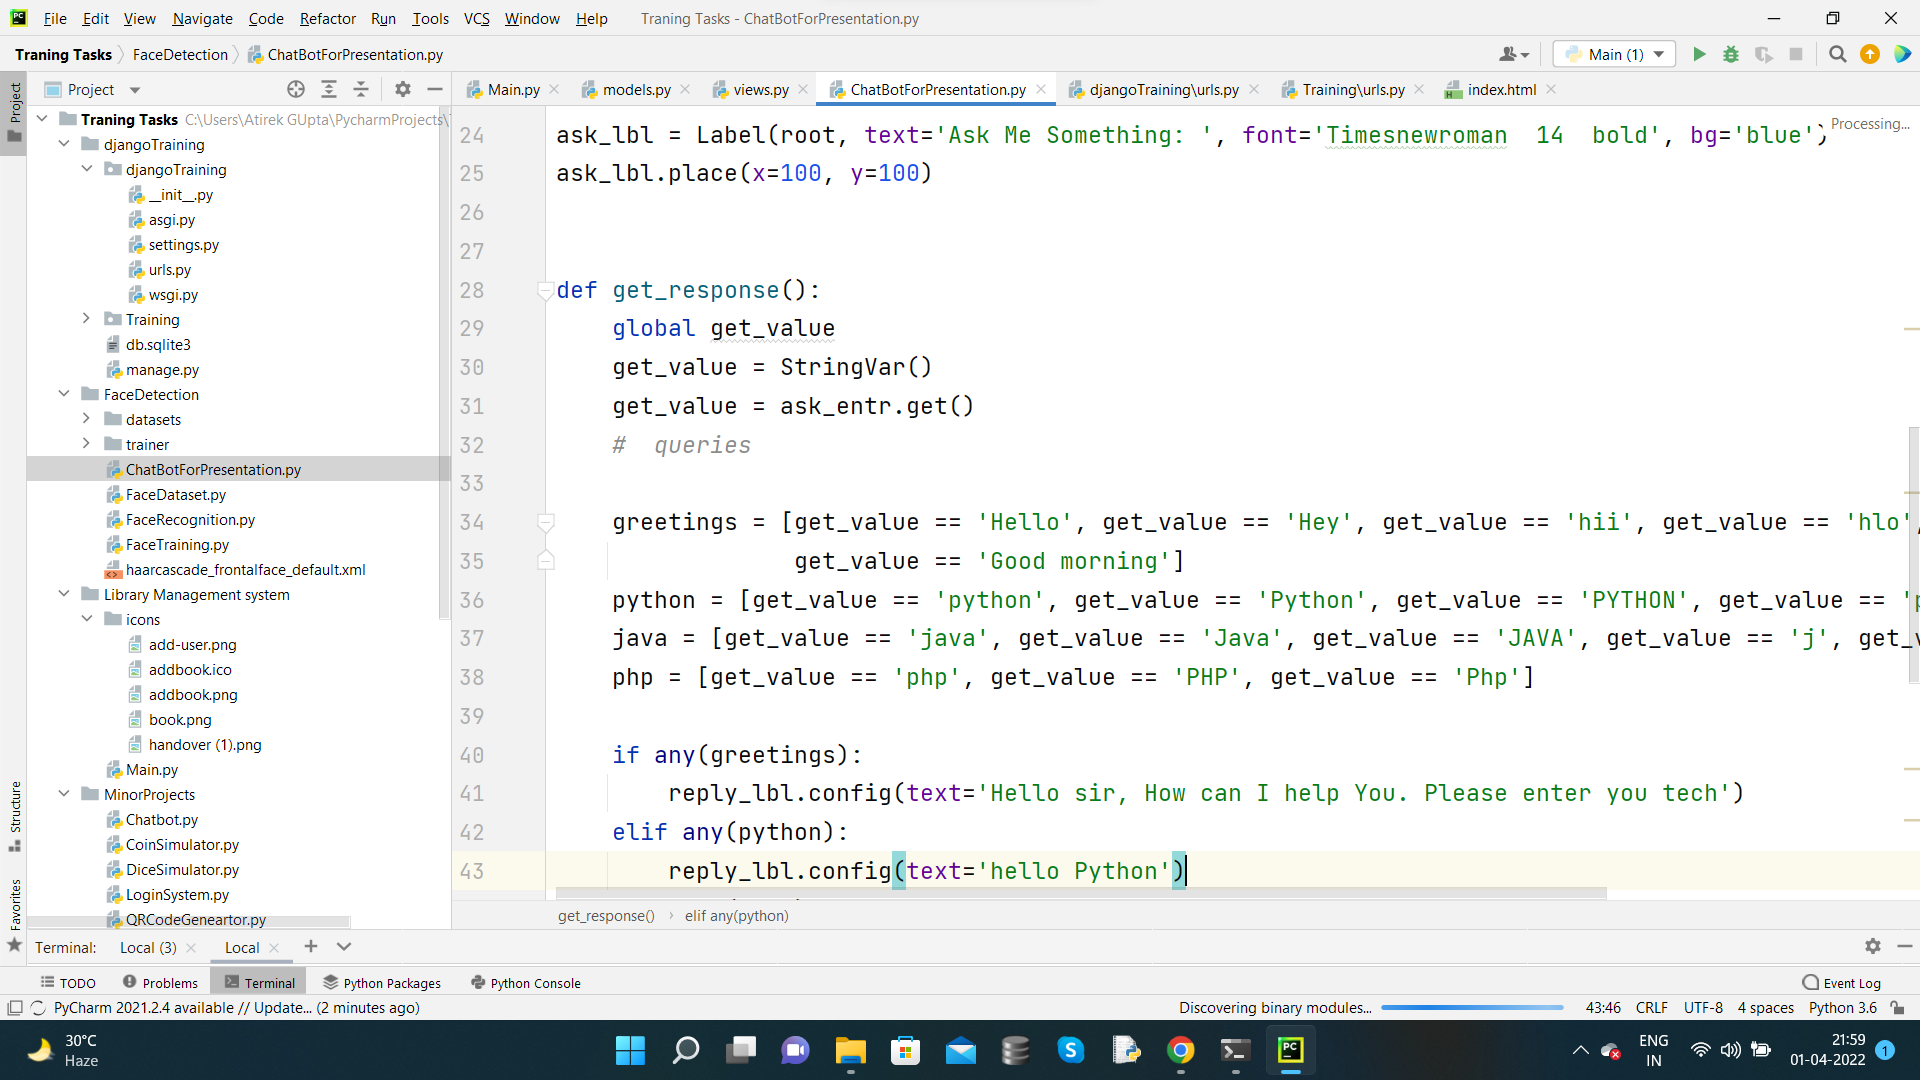 File Edit View Navigate Code Refactor Run Tools VCS Window Help Traning Tasks - ChatBotForPresentation.py
Traning Tasks FaceDetection ChatBotForPresentation.py Main (1)
Project
Project
Main.py models.py views.py ChatBotForPresentation.py djangoTraining\urls.py Training\urls.py index.html
Traning Tasks C:\Users\Atirek GUpta\PycharmProjects\
djangoTraining
djangoTraining
__init__.py
asgi.py
settings.py
urls.py
wsgi.py
Training
db.sqlite3
manage.py
FaceDetection
datasets
trainer
ChatBotForPresentation.py
FaceDataset.py
FaceRecognition.py
FaceTraining.py
haarcascade_frontalface_default.xml
Library Management system
icons
add-user.png
addbook.ico
addbook.png
book.png
handover (1).png
Main.py
MinorProjects
Chatbot.py
CoinSimulator.py
DiceSimulator.py
LoginSystem.py
QRCodeGeneartor.py
Structure
Favorites
Processing...
24 ask_lbl = Label(root, text='Ask Me Something: ', font='Timesnewroman  14  bold', bg='blue')
25 ask_lbl.place(x=100, y=100)
26
27
28 def get_response():
29 global get_value
30 get_value = StringVar()
31 get_value = ask_entr.get()
32 #  queries
33
34 greetings = [get_value == 'Hello', get_value == 'Hey', get_value == 'hii', get_value == 'hlo',
35 get_value == 'Good morning']
36 python = [get_value == 'python', get_value == 'Python', get_value == 'PYTHON', get_value == 'p
37 java = [get_value == 'java', get_value == 'Java', get_value == 'JAVA', get_value == 'j', get_v
38 php = [get_value == 'php', get_value == 'PHP', get_value == 'Php']
39
40 if any(greetings):
41 reply_lbl.config(text='Hello sir, How can I help You. Please enter you tech')
42 elif any(python):
43 reply_lbl.config(text='hello Python')
get_response() elif any(python)
Terminal: Local (3) Local
TODO Problems Terminal Python Packages Python Console Event Log
PyCharm 2021.2.4 available // Update... (2 minutes ago) Discovering binary modules... 43:46 CRLF UTF-8 4 spaces Python 3.6
30°C
Haze
ENG
IN
21:59
01-04-2022
1